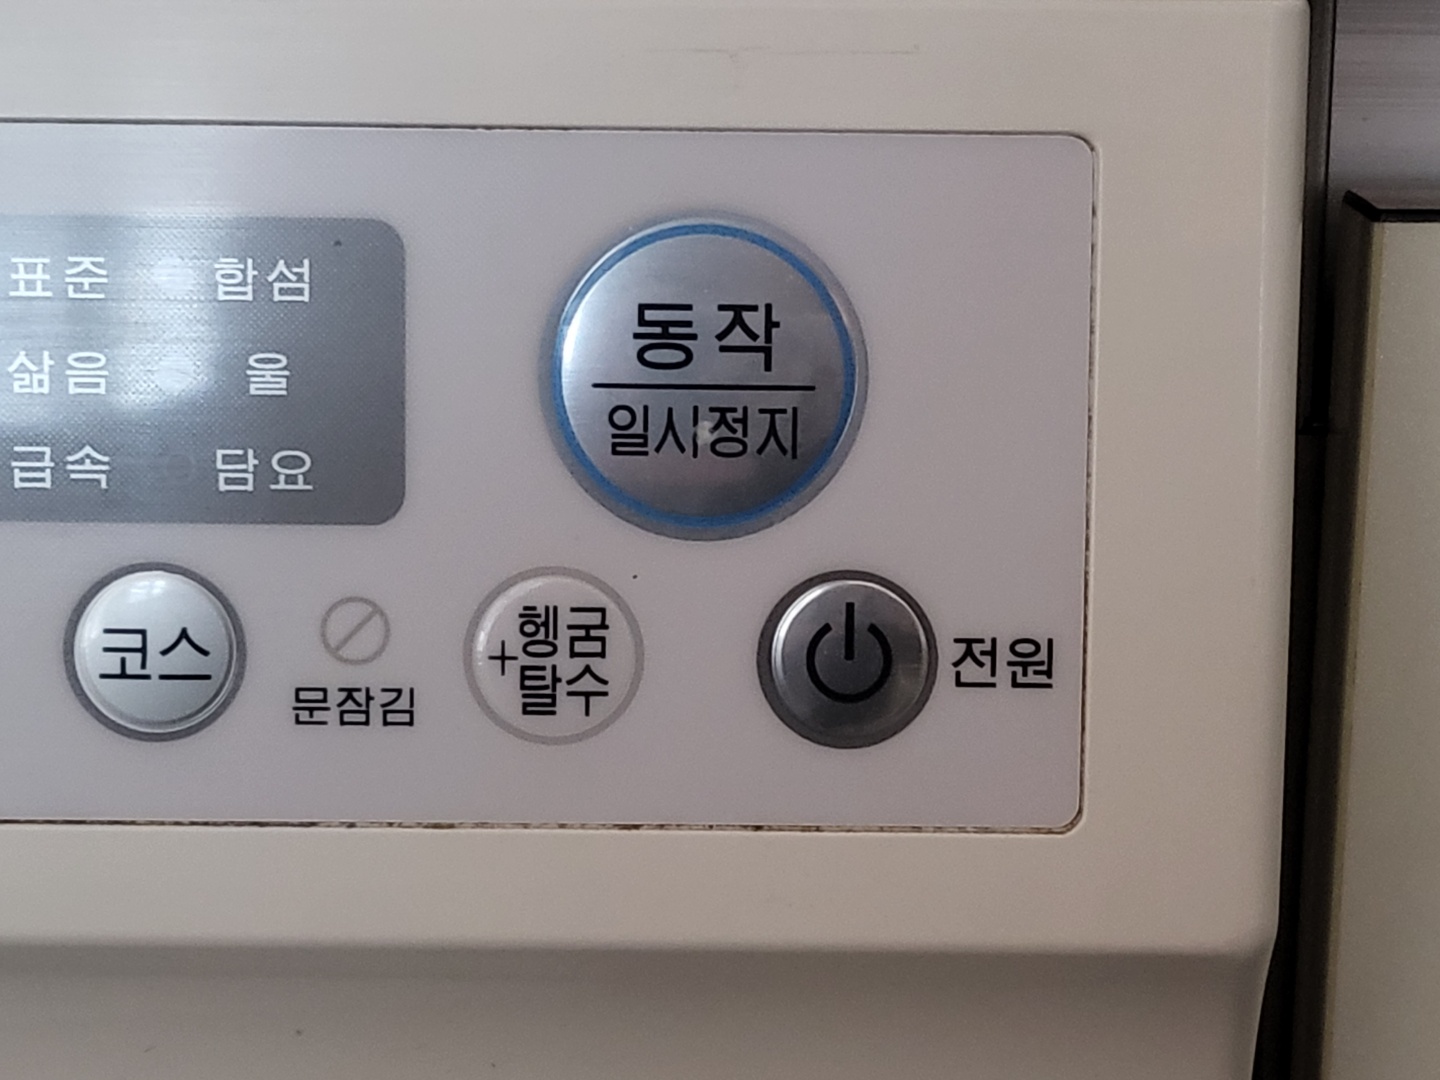 표준 합섬
삶음 울
급속 담요
동작
일시정지
코스
문잠김
+헹굼
탈수
전원